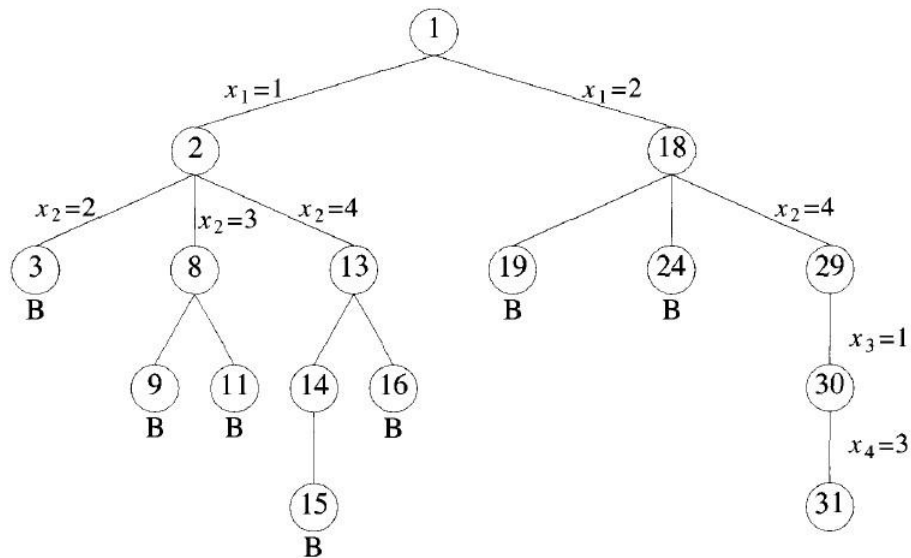 1
x₁=1
x₁=2
2
18
x₂=2
x₂=3
x₂=4
x₂=4
3
8
13
19
24
29
B
B
B
x₃=1
9
11
14
16
30
B
B
B
x₄=3
15
31
B